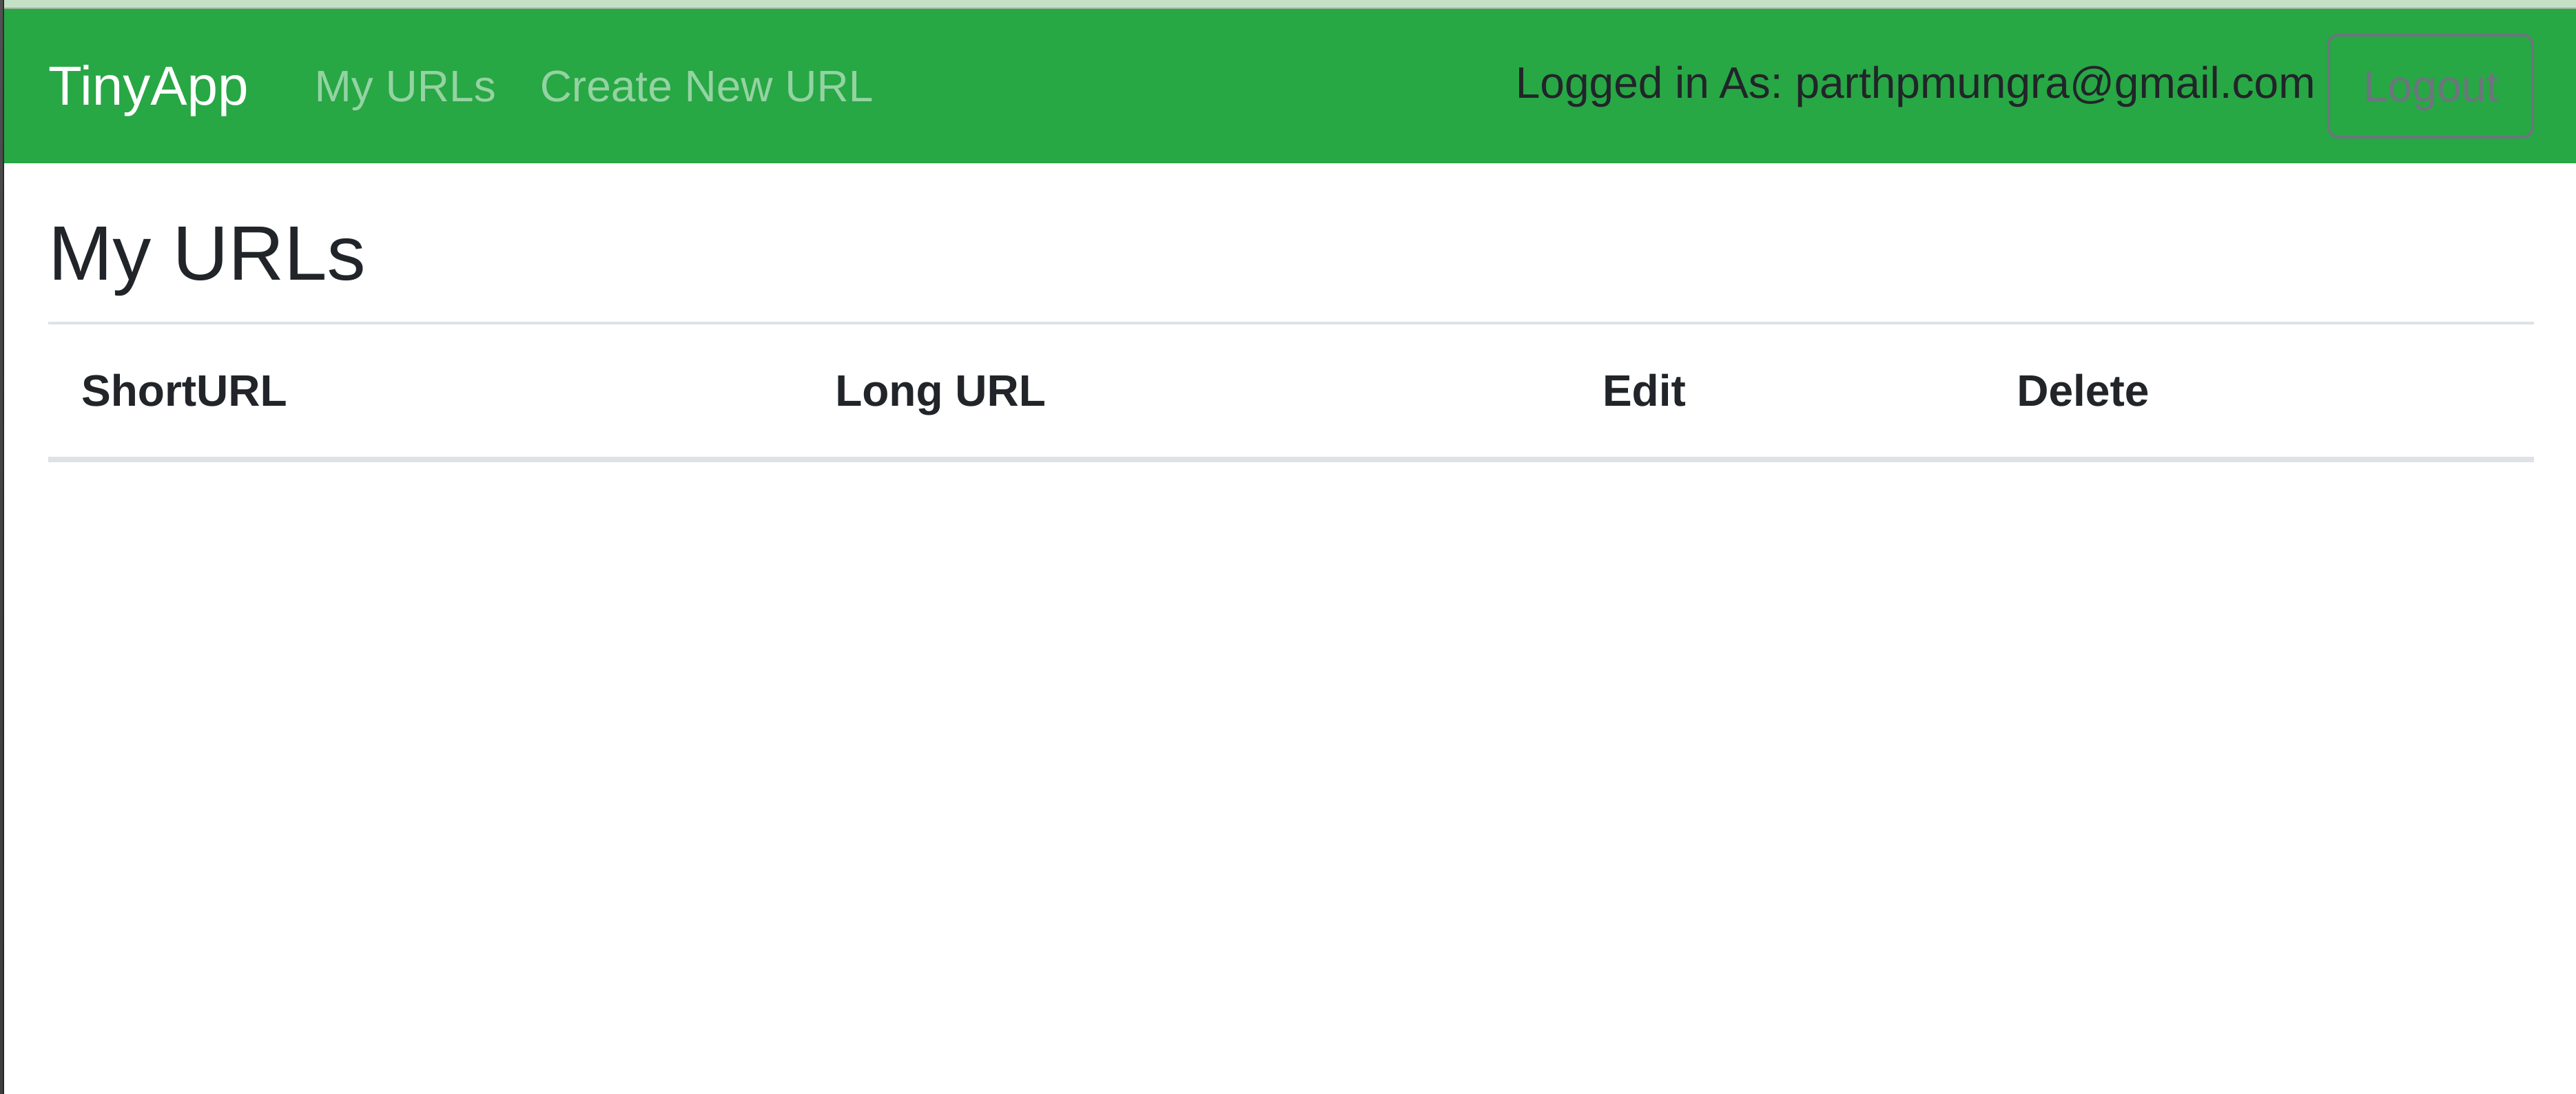 TinyApp My URLs Create New URL Logged in As: parthpmungra@gmail.com Logout
My URLs
ShortURL Long URL Edit Delete